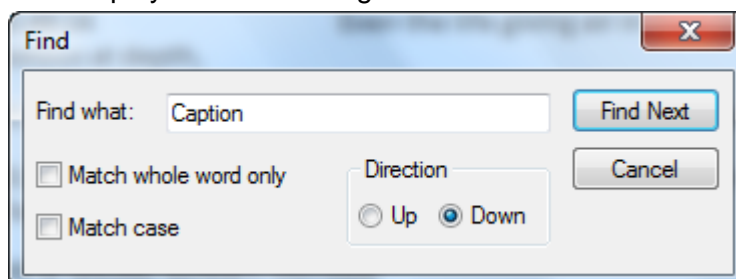 Find
Find what: Caption
Find Next
Match whole word only
Direction
Cancel
Match case
Up
Down